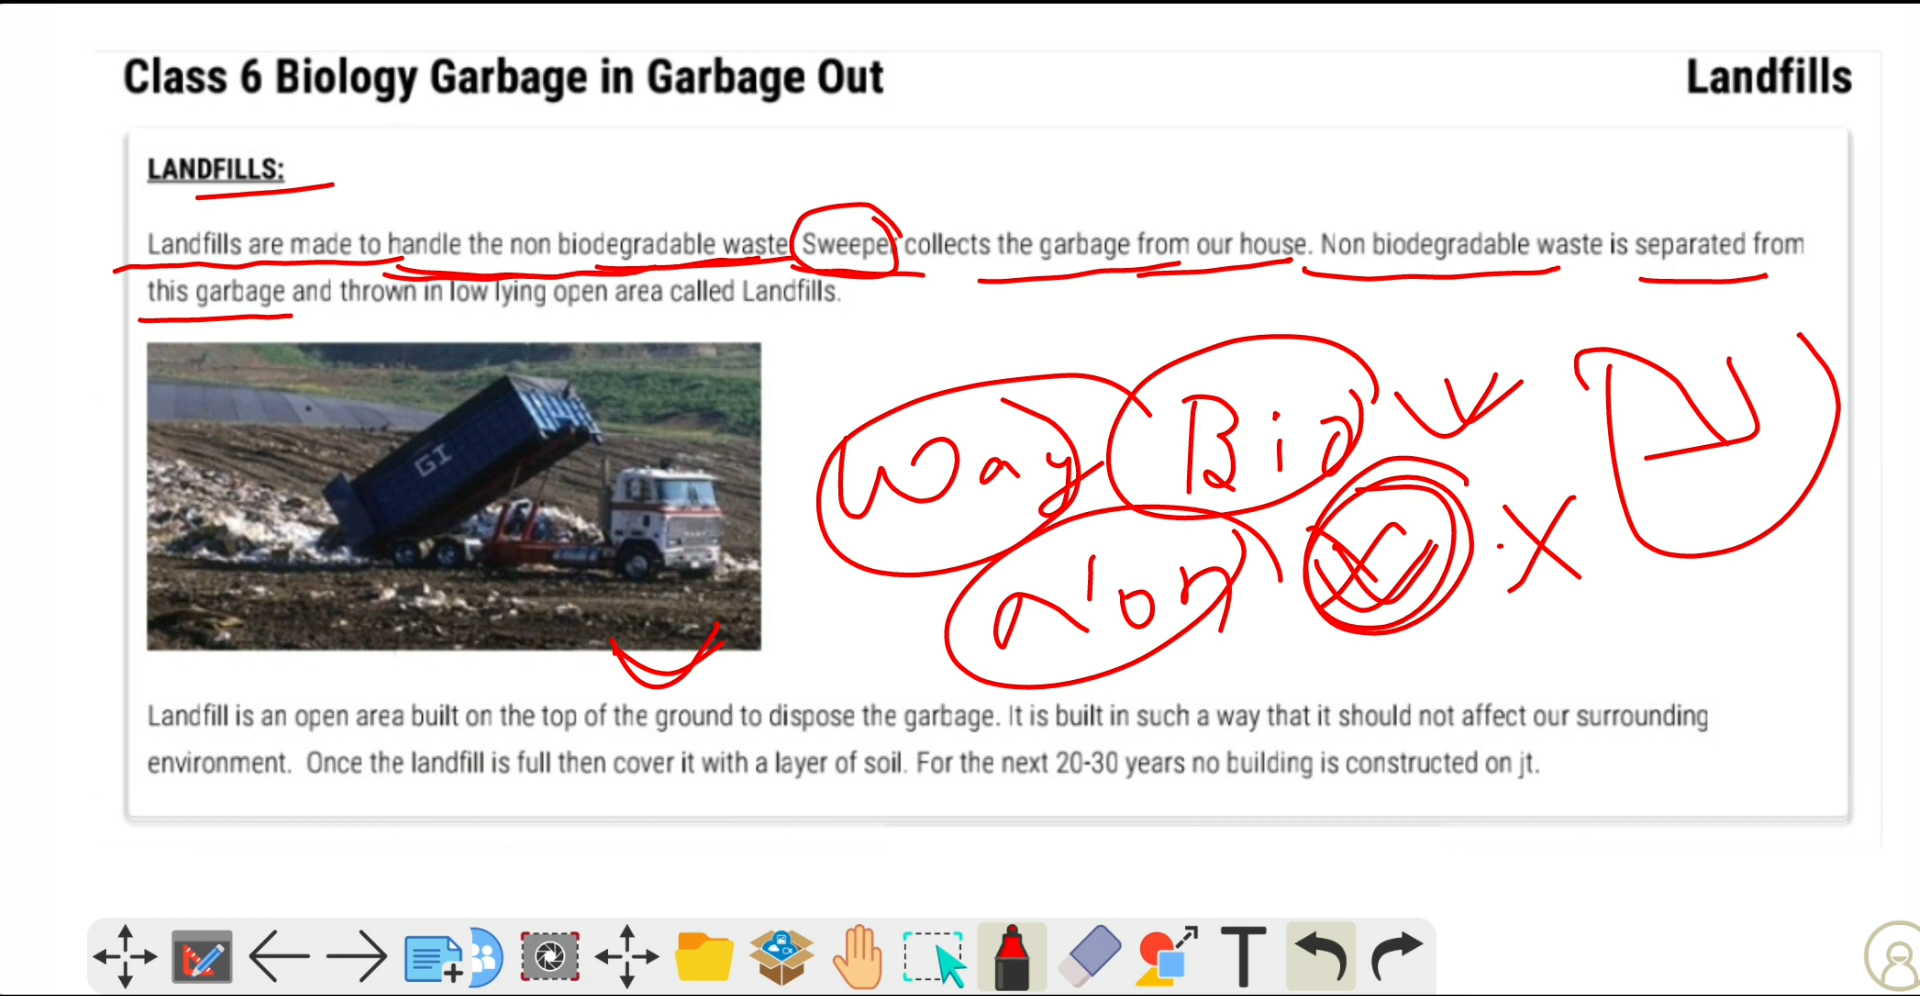 Class 6 Biology Garbage in Garbage Out
Landfills
LANDFILLS:
Landfills are made to handle the non biodegradable waste. Sweeper collects the garbage from our house. Non biodegradable waste is separated from
this garbage and thrown in low lying open area called Landfills.
GI
Way
Bio
Non
Landfill is an open area built on the top of the ground to dispose the garbage. It is built in such a way that it should not affect our surrounding
environment. Once the landfill is full then cover it with a layer of soil. For the next 20-30 years no building is constructed on jt.
T